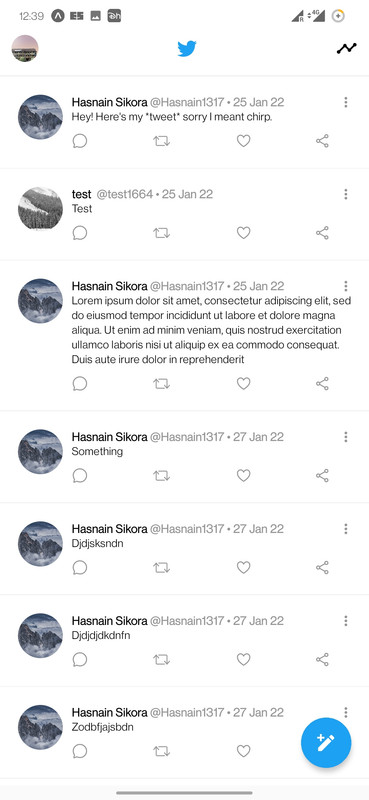 12:39
4G
R
Hasnain Sikora @Hasnain1317 • 25 Jan 22
Hey! Here's my *tweet* sorry I meant chirp.
test @test1664 • 25 Jan 22
Test
Hasnain Sikora @Hasnain1317 • 25 Jan 22
Lorem ipsum dolor sit amet, consectetur adipiscing elit, sed
do eiusmod tempor incididunt ut labore et dolore magna
aliqua. Ut enim ad minim veniam, quis nostrud exercitation
ullamco laboris nisi ut aliquip ex ea commodo consequat.
Duis aute irure dolor in reprehenderit
Hasnain Sikora @Hasnain1317 • 27 Jan 22
Something
Hasnain Sikora @Hasnain1317 • 27 Jan 22
Djdjsksndn
Hasnain Sikora @Hasnain1317 • 27 Jan 22
Djdjdjdkdnfn
Hasnain Sikora @Hasnain1317 • 27 Jan 22
Zodbfjajsbdn